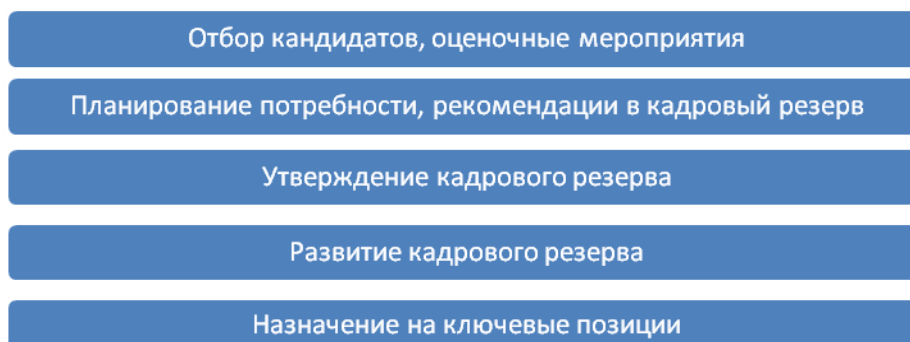 Отбор кандидатов, оценочные мероприятия
Планирование потребности, рекомендации в кадровый резерв
Утверждение кадрового резерва
Развитие кадрового резерва
Назначение на ключевые позиции